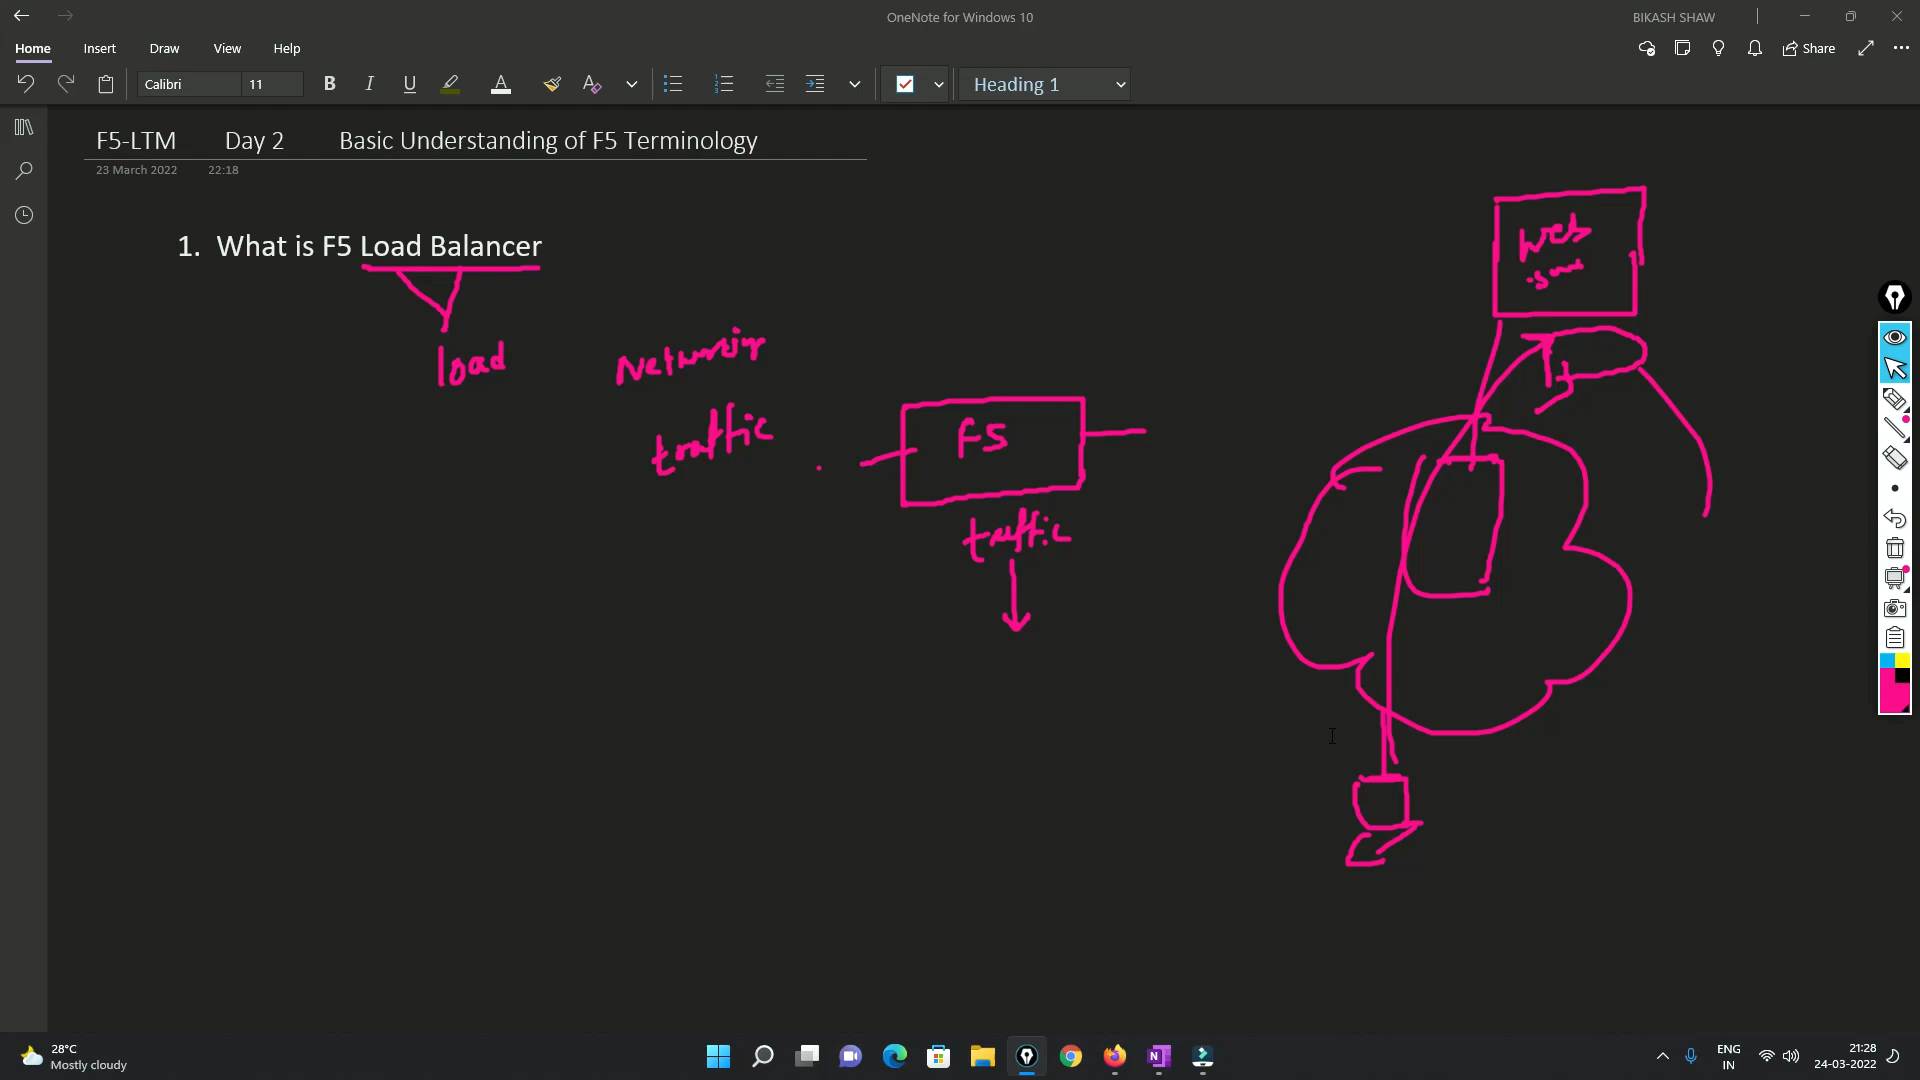 OneNote for Windows 10
BIKASH SHAW
Home Insert Draw View Help
Share
Calibri 11 B I U A A Heading 1
F5-LTM Day 2 Basic Understanding of F5 Terminology
23 March 2022 22:18
1. What is F5 Load Balancer
load
Networking
traffic
F5
traffic
Web
28°C
Mostly cloudy
ENG
IN
21:28
24-03-2022